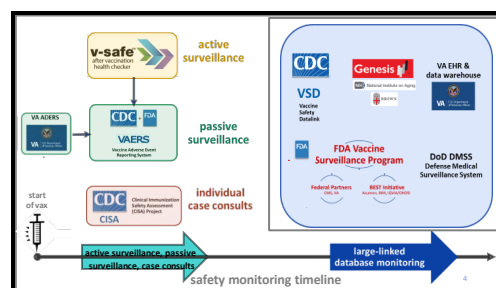 v-safe
after vaccination
health checker
active
surveillance
VA ADERS
CDC FDA
VAERS
Vaccine Adverse Event
Reporting System
passive
surveillance
CDC
CISA
Clinical Immunization
Safety Assessment
(CISA) Project
individual
case consults
CDC
VSD
Vaccine
Safety
Datalink
Genesis
National Institute on Aging
BROWN
VA EHR &
data warehouse
FDA
FDA Vaccine
Surveillance Program
Federal Partners
CMS, VA
BEST Initiative
DoD DMSS
Defense Medical
Surveillance System
start
of vax
active surveillance, passive
surveillance, case consults
large-linked
database monitoring
safety monitoring timeline
4